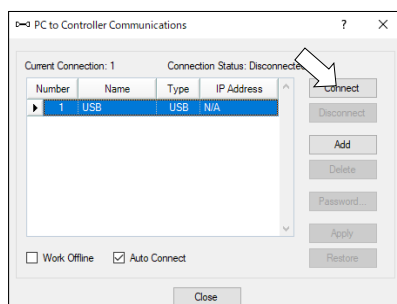 PC to Controller Communications
Current Connection: 1 Connection Status: Disconnected
Number Name Type IP Address
1 USB USB N/A
Connect
Disconnect
Add
Delete
Password...
Apply
Restore
Work Offline Auto Connect
Close